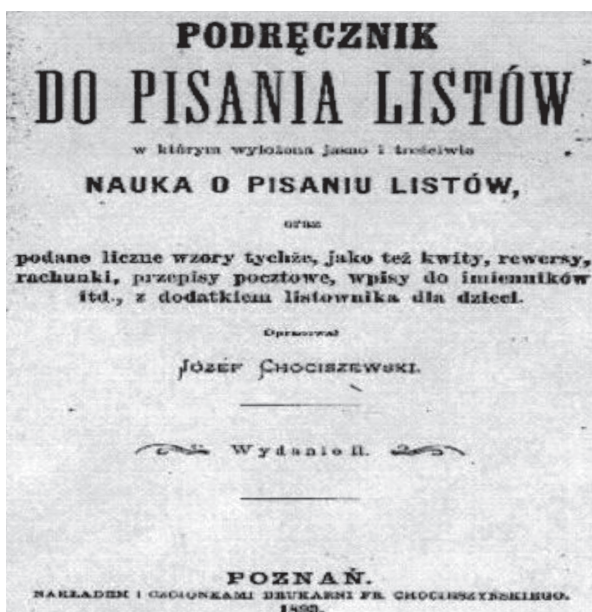 PODRĘCZNIK
DO PISANIA LISTÓW
w którym wyłożona jasno i treściwie
NAUKA O PISANIU LISTÓW,
oraz
podane liczne wzory tychże, jako też kwity, rewersy,
rachunki, przepisy pocztowe, wpisy do imienników
itd., z dodatkiem listownika dla dzieci.
Opracował
JÓZEF CHOCISZEWSKI.
Wydanie II.
POZNAŃ.
NAKŁADEM I CZCIONKAMI DRUKARNI FR. CHOCIESZYŃSKIEGO.